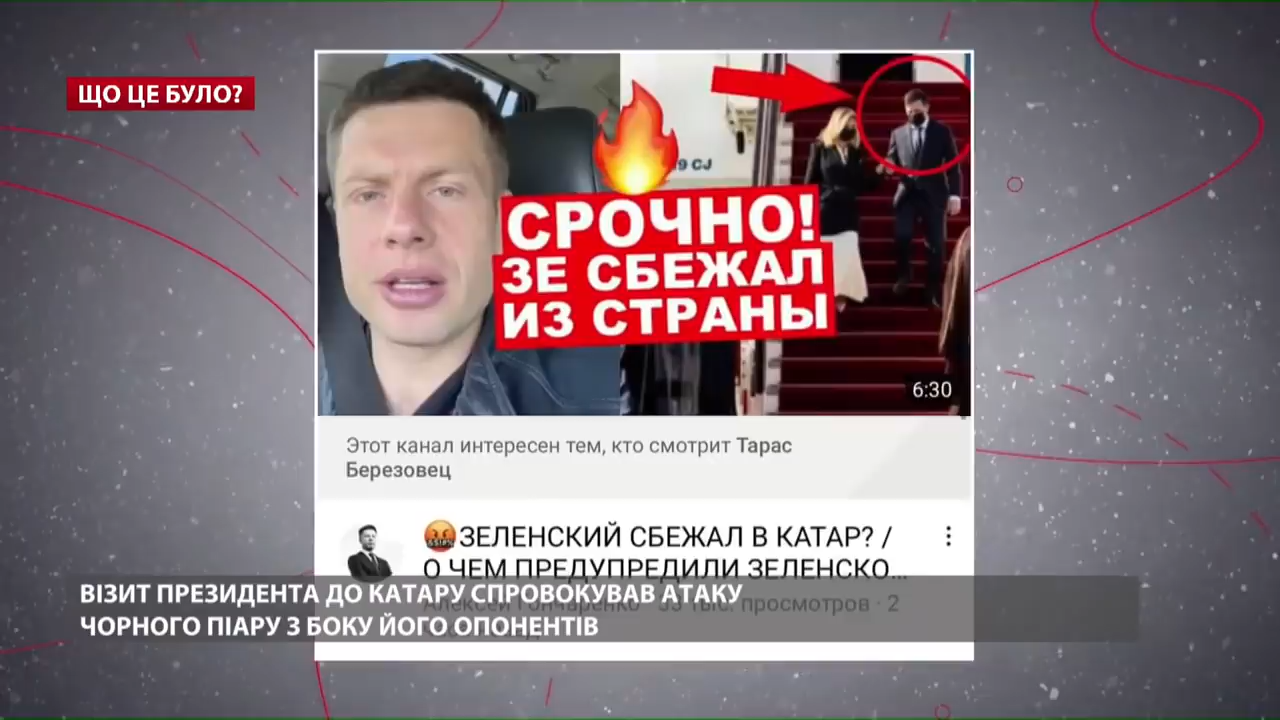 ЩО ЦЕ БУЛО?
9 CJ
СРОЧНО!
ЗЕ СБЕЖАЛ
ИЗ СТРАНЫ
6:30
Этот канал интересен тем, кто смотрит Тарас
Березовец
🤬ЗЕЛЕНСКИЙ СБЕЖАЛ В КАТАР? /
О ЧЕМ ПРЕДУПРЕДИЛИ ЗЕЛЕНСКО...
Алексей Гончаренко · 35 тыс. просмотров · 2
ВІЗИТ ПРЕЗИДЕНТА ДО КАТАРУ СПРОВОКУВАВ АТАКУ
ЧОРНОГО ПІАРУ З БОКУ ЙОГО ОПОНЕНТІВ